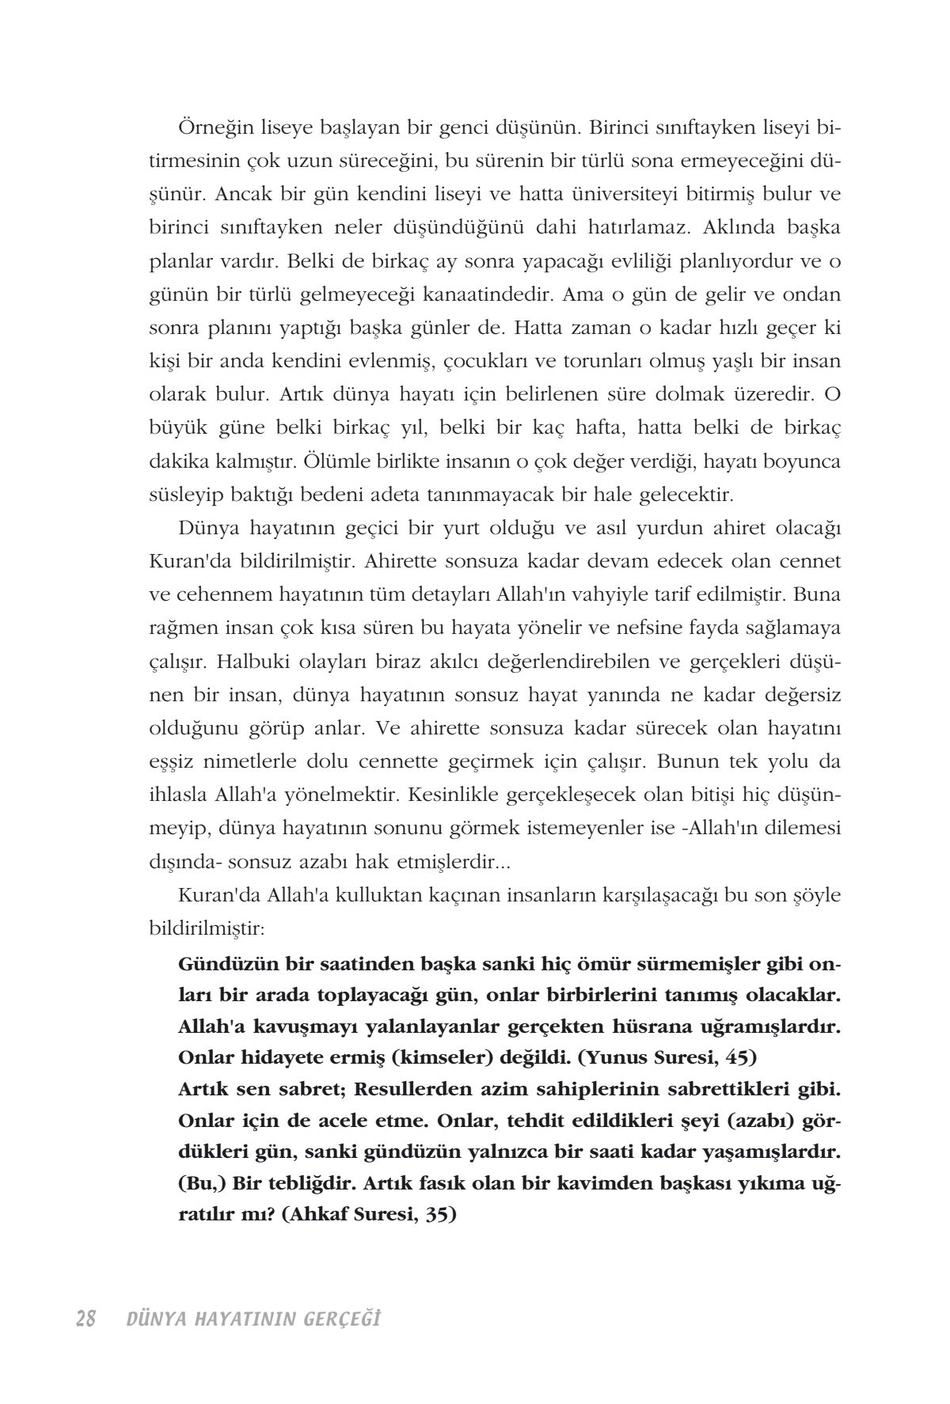 Örneğin liseye başlayan bir genci düşünün. Birinci sınıftayken liseyi bi-
tirmesinin çok uzun süreceğini, bu sürenin bir türlü sona ermeyeceğini dü-
şünür. Ancak bir gün kendini liseyi ve hatta üniversiteyi bitirmiş bulur ve
birinci sınıftayken neler düşündüğünü dahi hatırlamaz. Aklında başka
planlar vardır. Belki de birkaç ay sonra yapacağı evliliği planlıyordur ve o
günün bir türlü gelmeyeceği kanaatindedir. Ama o gün de gelir ve ondan
sonra planını yaptığı başka günler de. Hatta zaman o kadar hızlı geçer ki
kişi bir anda kendini evlenmiş, çocukları ve torunları olmuş yaşlı bir insan
olarak bulur. Artık dünya hayatı için belirlenen süre dolmak üzeredir. O
büyük güne belki birkaç yıl, belki bir kaç hafta, hatta belki de birkaç
dakika kalmıştır. Ölümle birlikte insanın o çok değer verdiği, hayatı boyunca
süsleyip baktığı bedeni adeta tanınmayacak bir hale gelecektir.
Dünya hayatının geçici bir yurt olduğu ve asıl yurdun ahiret olacağı
Kuran'da bildirilmiştir. Ahirette sonsuza kadar devam edecek olan cennet
ve cehennem hayatının tüm detayları Allah'ın vahyiyle tarif edilmiştir. Buna
rağmen insan çok kısa süren bu hayata yönelir ve nefsine fayda sağlamaya
çalışır. Halbuki olayları biraz akılcı değerlendirebilen ve gerçekleri düşü-
nen bir insan, dünya hayatının sonsuz hayat yanında ne kadar değersiz
olduğunu görüp anlar. Ve ahirette sonsuza kadar sürecek olan hayatını
eşsiz nimetlerle dolu cennette geçirmek için çalışır. Bunun tek yolu da
ihlasla Allah'a yönelmektir. Kesinlikle gerçekleşecek olan bitişi hiç düşün-
meyip, dünya hayatının sonunu görmek istemeyenler ise -Allah'ın dilemesi
dışında- sonsuz azabı hak etmişlerdir...
Kuran'da Allah'a kulluktan kaçınan insanların karşılaşacağı bu son şöyle
bildirilmiştir:
Gündüzün bir saatinden başka sanki hiç ömür sürmemişler gibi on-
ları bir arada toplayacağı gün, onlar birbirlerini tanımış olacaklar.
Allah'a kavuşmayı yalanlayanlar gerçekten hüsrana uğramışlardır.
Onlar hidayete ermiş (kimseler) değildi. (Yunus Suresi, 45)
Artık sen sabret; Resullerden azim sahiplerinin sabrettikleri gibi.
Onlar için de acele etme. Onlar, tehdit edildikleri şeyi (azabı) gör-
dükleri gün, sanki gündüzün yalnızca bir saati kadar yaşamışlardır.
(Bu,) Bir tebliğdir. Artık fasık olan bir kavimden başkası yıkıma uğ-
ratılır mı? (Ahkaf Suresi, 35)
28 DÜNYA HAYATININ GERÇEĞİ